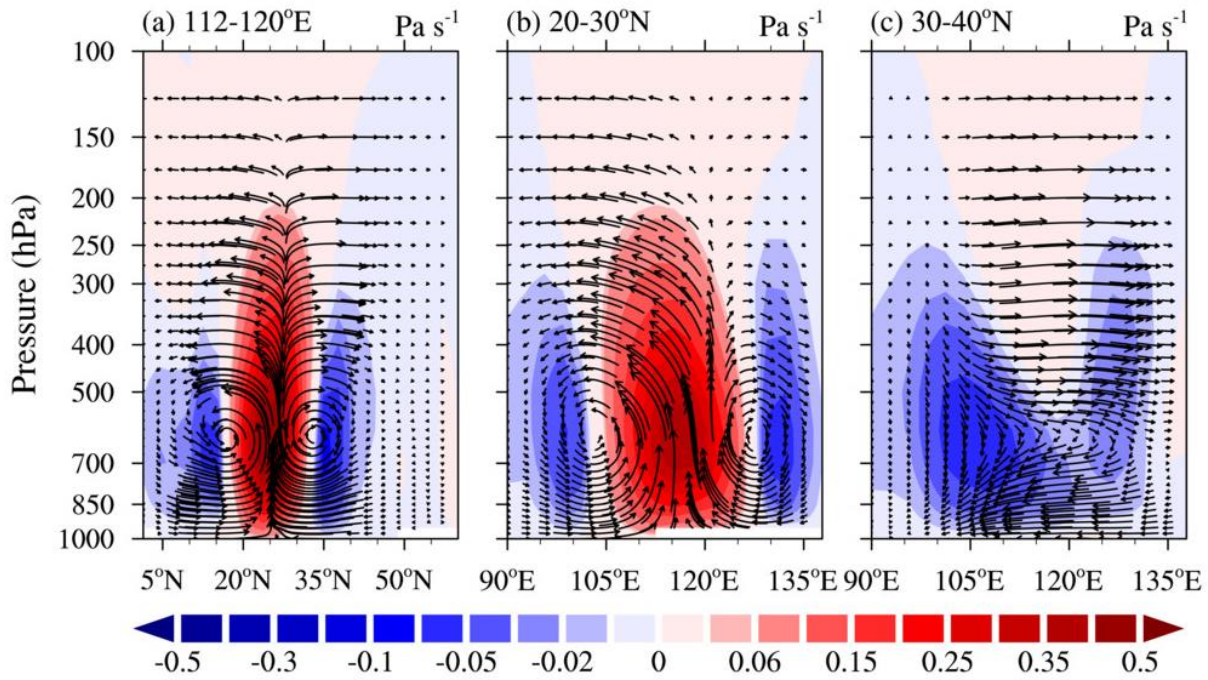 (a) 112-120°E Pa s⁻¹ (b) 20-30°N Pa s⁻¹ (c) 30-40°N Pa s⁻¹
100
150
200
250
300
400
500
700
850
1000
Pressure (hPa)
5°N 20°N 35°N 50°N 90°E 105°E 120°E 135°E 90°E 105°E 120°E 135°E
-0.5 -0.3 -0.1 -0.05 -0.02 0 0.06 0.15 0.25 0.35 0.5